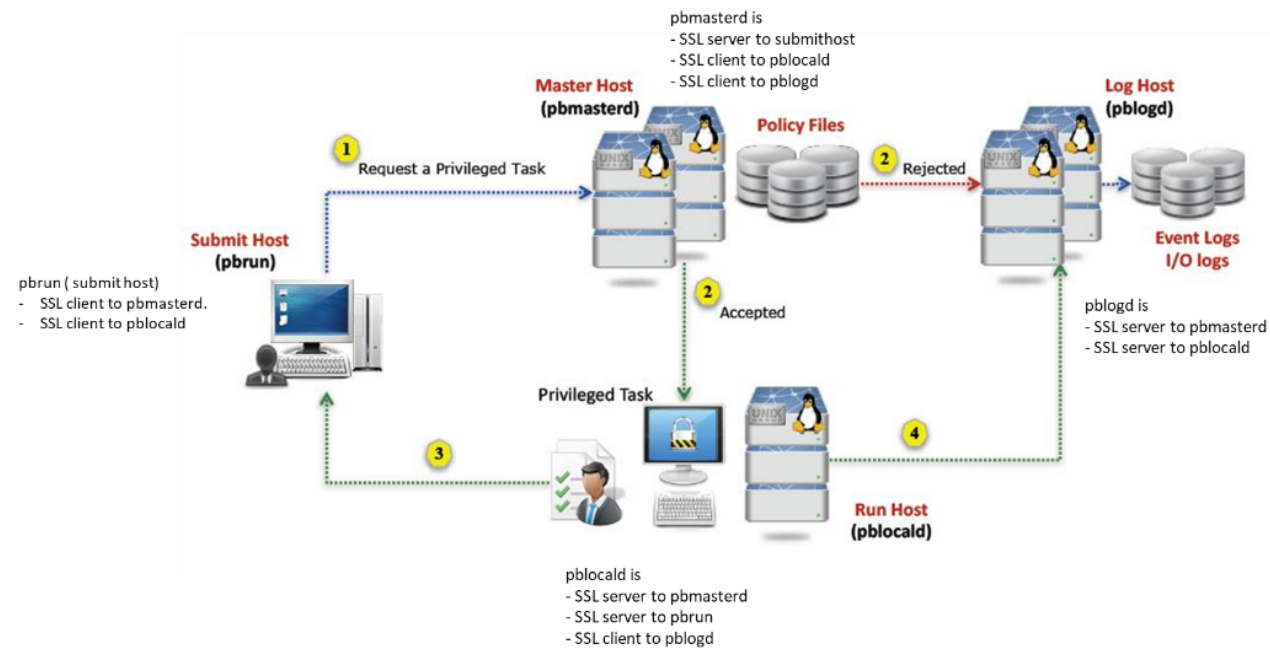 pbmasterd is
- SSL server to submithost
- SSL client to pblocald
- SSL client to pblogd
Master Host
(pbmasterd)
Log Host
(pblogd)
Policy Files
1
Request a Privileged Task
2
Rejected
UNIX
UNIX
Submit Host
(pbrun)
Event Logs
I/O logs
pbrun ( submit host)
- SSL client to pbmasterd.
- SSL client to pblocald
2
Accepted
pblogd is
- SSL server to pbmasterd
- SSL server to pblocald
Privileged Task
UNIX
3
4
Run Host
(pblocald)
pblocald is
- SSL server to pbmasterd
- SSL server to pbrun
- SSL client to pblogd